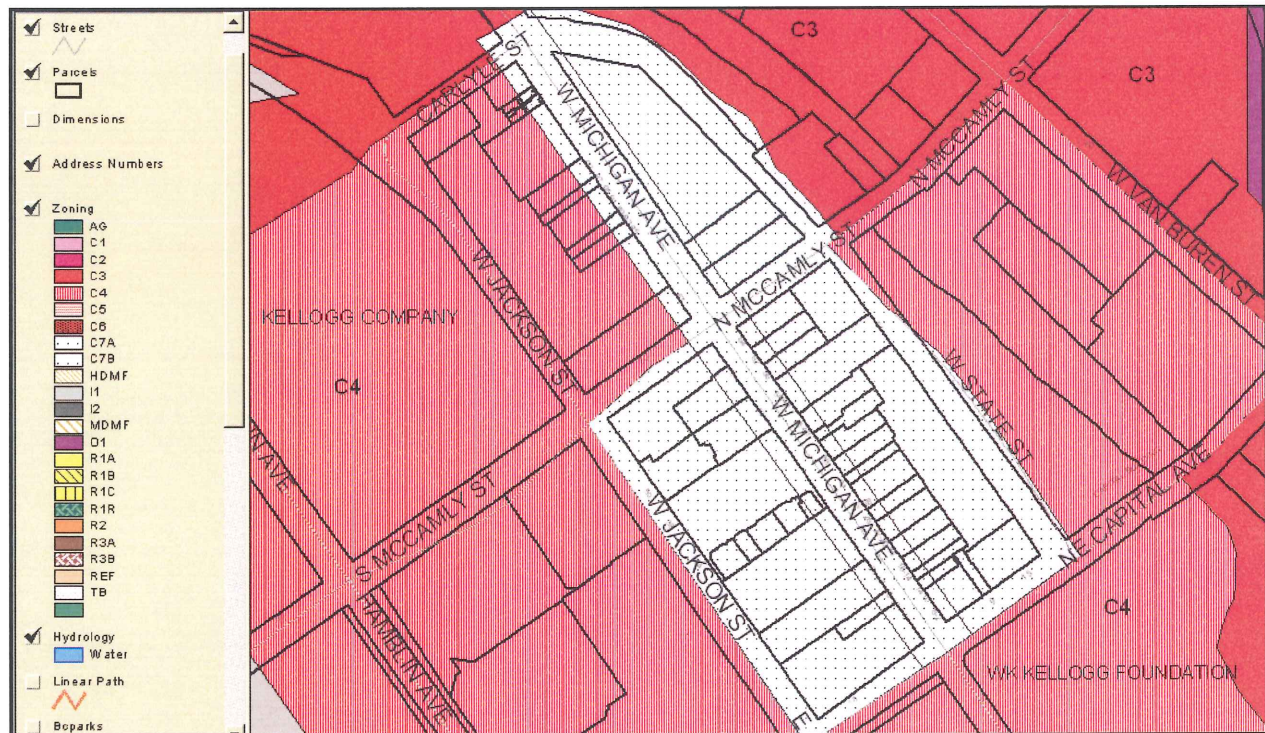 Streets
Parcels
Dimensions
Address Numbers
Zoning
AG
C1
C2
C3
C4
C5
C6
C7A
C7B
HDMF
I1
I2
MDMF
O1
R1A
R1B
R1C
R1R
R2
R3A
R3B
REF
TB
Hydrology
Water
Linear Path
Bcparks
C3
C3
CARLYLE ST
W MICHIGAN AVE
N MCCAMLY ST
W VAN BUREN ST
N MCCAMLY ST
W JACKSON ST
KELLOGG COMPANY
C4
W STATE ST
W MICHIGAN AVE
N AVE
S MCCAMLY ST
W JACKSON ST
HAMBLIN AVE
NE CAPITAL AVE
C4
WK KELLOGG FOUNDATION
E